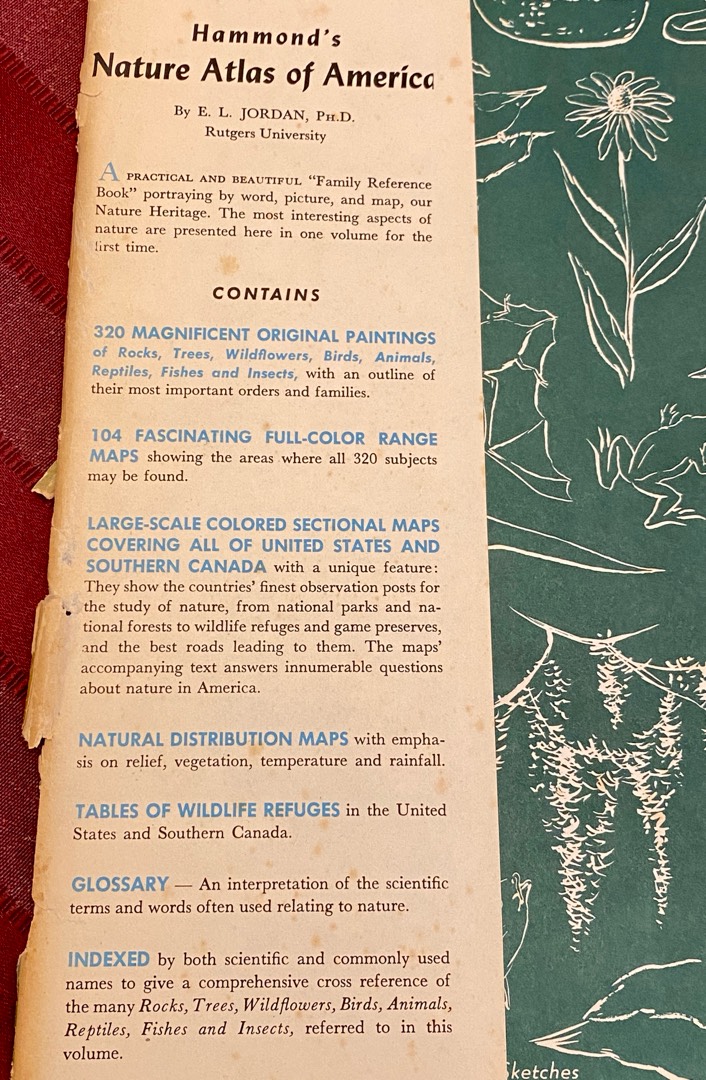 Hammond's
Nature Atlas of America
By E. L. JORDAN, PH.D.
Rutgers University
A PRACTICAL AND BEAUTIFUL "Family Reference
Book" portraying by word, picture, and map, our
Nature Heritage. The most interesting aspects of
nature are presented here in one volume for the
first time.
CONTAINS
320 MAGNIFICENT ORIGINAL PAINTINGS
of Rocks, Trees, Wildflowers, Birds, Animals,
Reptiles, Fishes and Insects, with an outline of
their most important orders and families.
104 FASCINATING FULL-COLOR RANGE
MAPS showing the areas where all 320 subjects
may be found.
LARGE-SCALE COLORED SECTIONAL MAPS
COVERING ALL OF UNITED STATES AND
SOUTHERN CANADA with a unique feature:
They show the countries' finest observation posts for
the study of nature, from national parks and na-
tional forests to wildlife refuges and game preserves,
and the best roads leading to them. The maps'
accompanying text answers innumerable questions
about nature in America.
NATURAL DISTRIBUTION MAPS with empha-
sis on relief, vegetation, temperature and rainfall.
TABLES OF WILDLIFE REFUGES in the United
States and Southern Canada.
GLOSSARY — An interpretation of the scientific
terms and words often used relating to nature.
INDEXED by both scientific and commonly used
names to give a comprehensive cross reference of
the many Rocks, Trees, Wildflowers, Birds, Animals,
Reptiles, Fishes and Insects, referred to in this
volume.
Sketches